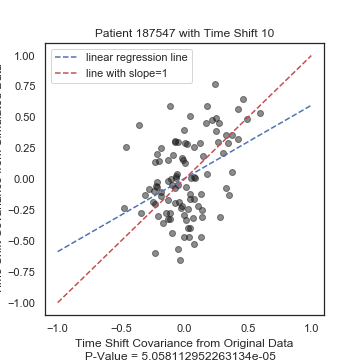 Patient 187547 with Time Shift 10
linear regression line
line with slope=1
1.00
0.75
0.50
0.25
0.00
−0.25
−0.50
−0.75
−1.00
−1.0
−0.5
0.0
0.5
1.0
Time Shift Covariance from Original Data
P-Value = 5.058112952263134e-05